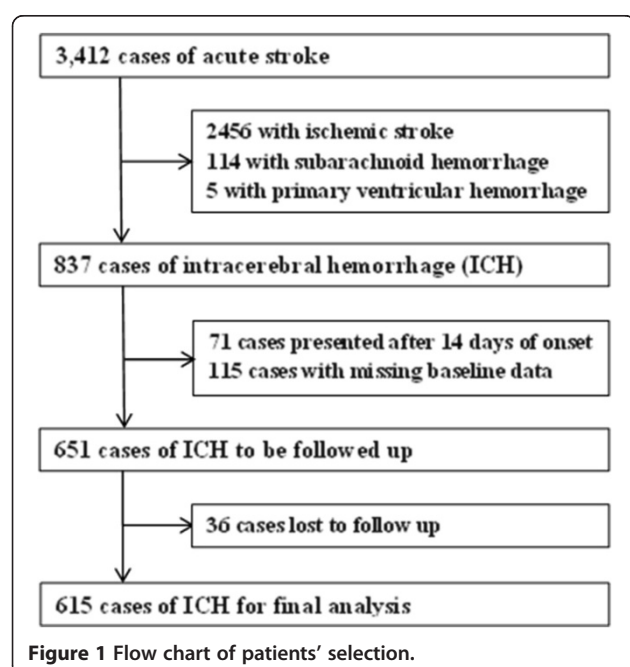 3,412 cases of acute stroke
2456 with ischemic stroke
114 with subarachnoid hemorrhage
5 with primary ventricular hemorrhage
837 cases of intracerebral hemorrhage (ICH)
71 cases presented after 14 days of onset
115 cases with missing baseline data
651 cases of ICH to be followed up
36 cases lost to follow up
615 cases of ICH for final analysis
Figure 1 Flow chart of patients’ selection.